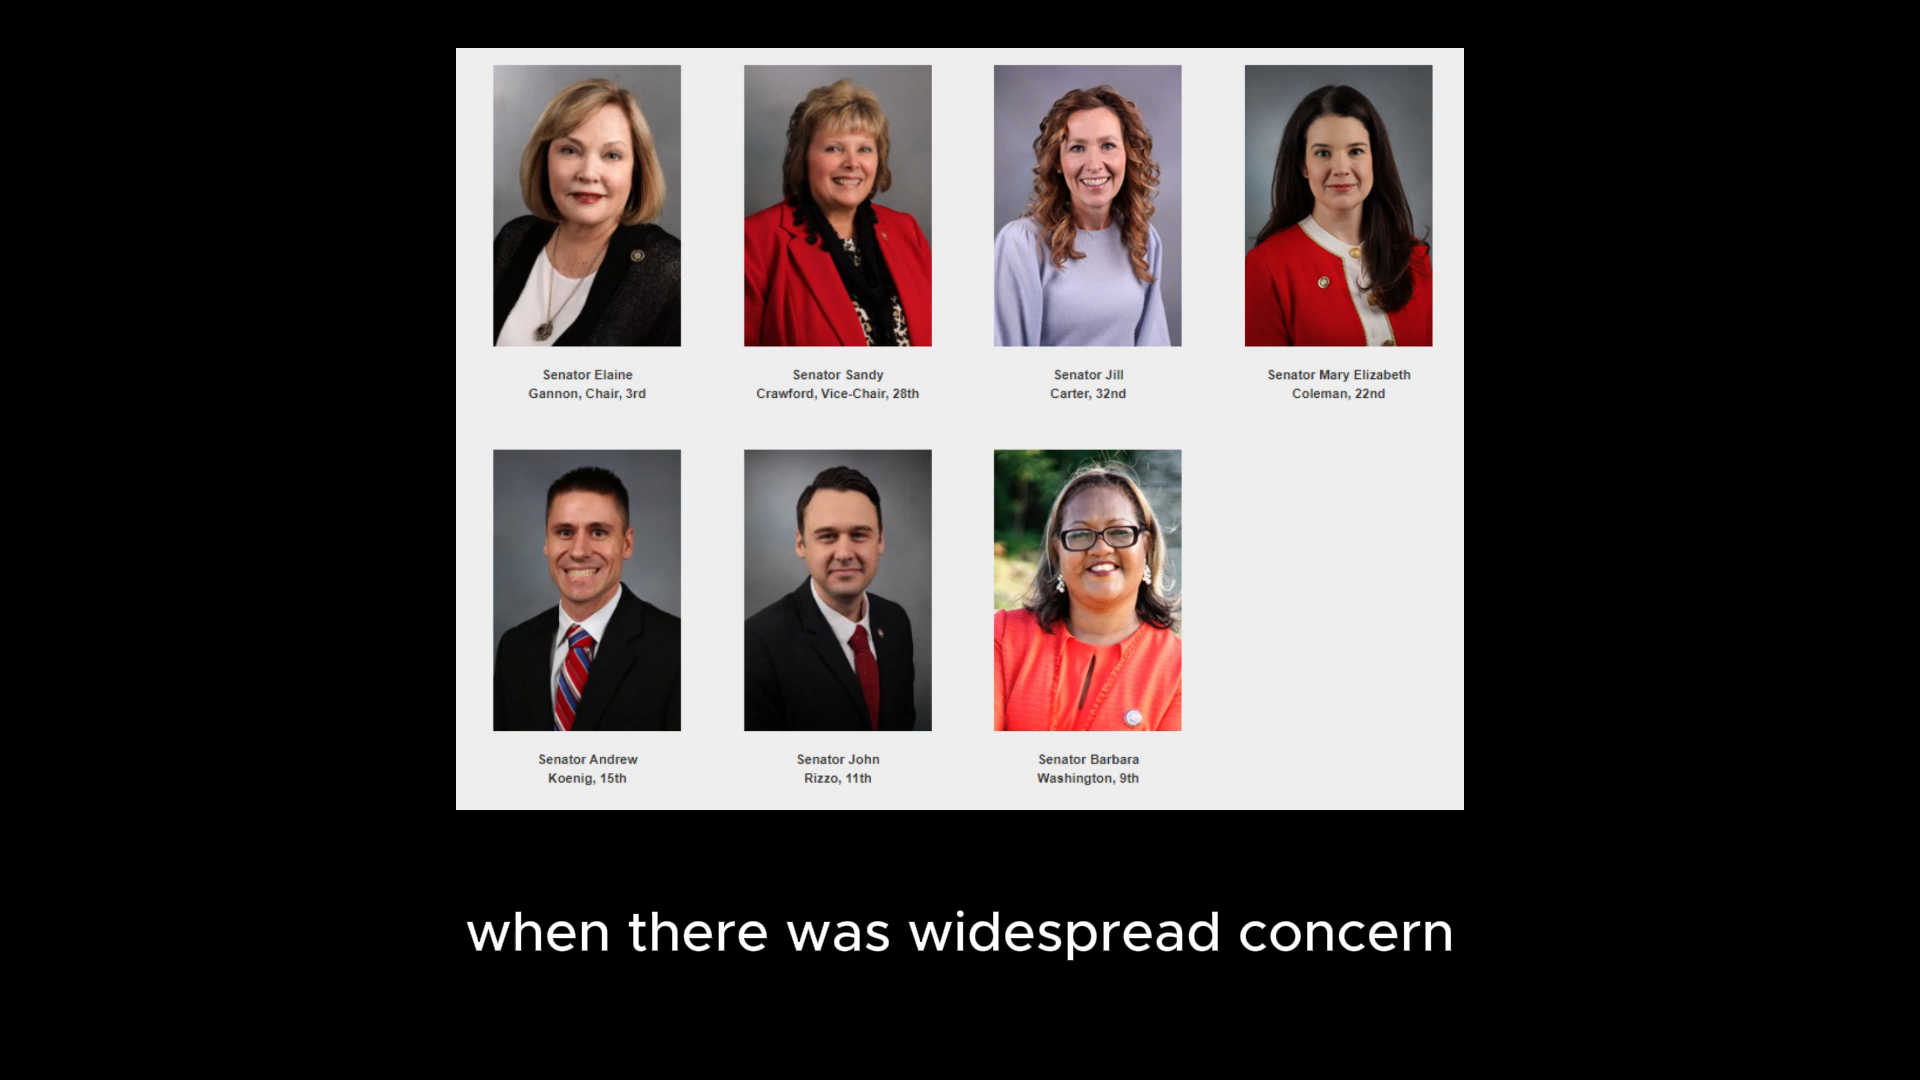 Senator Elaine
Gannon, Chair, 3rd
Senator Sandy
Crawford, Vice-Chair, 28th
Senator Jill
Carter, 32nd
Senator Mary Elizabeth
Coleman, 22nd
Senator Andrew
Koenig, 15th
Senator John
Rizzo, 11th
Senator Barbara
Washington, 9th
when there was widespread concern